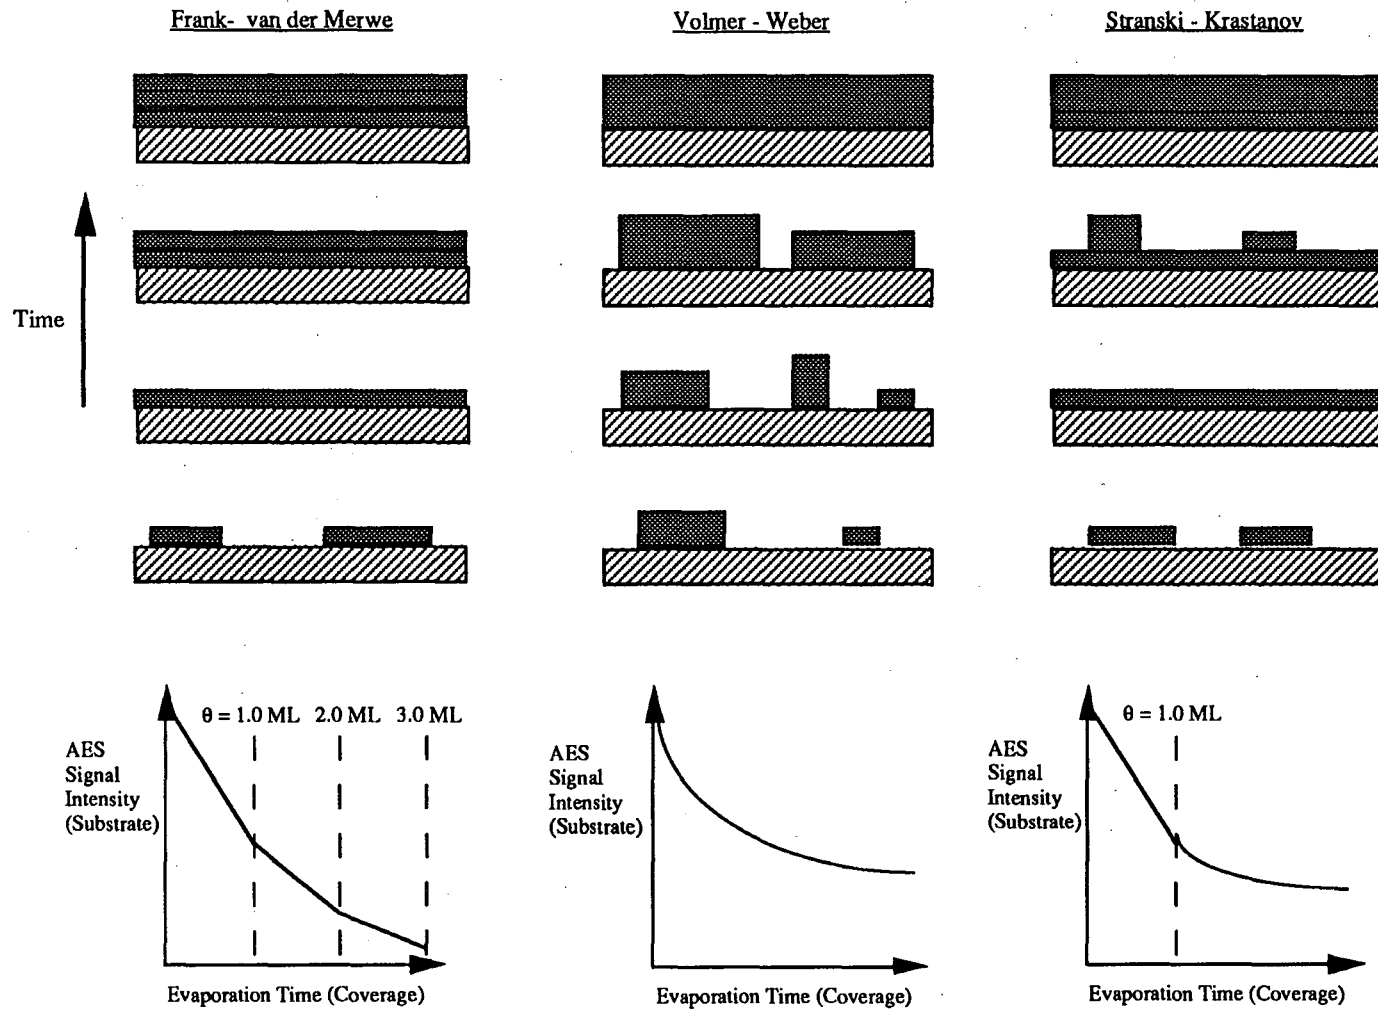 Frank- van der Merwe
Volmer - Weber
Stranski - Krastanov
Time
θ = 1.0 ML 2.0 ML 3.0 ML
AES
Signal
Intensity
(Substrate)
Evaporation Time (Coverage)
AES
Signal
Intensity
(Substrate)
Evaporation Time (Coverage)
θ = 1.0 ML
AES
Signal
Intensity
(Substrate)
Evaporation Time (Coverage)